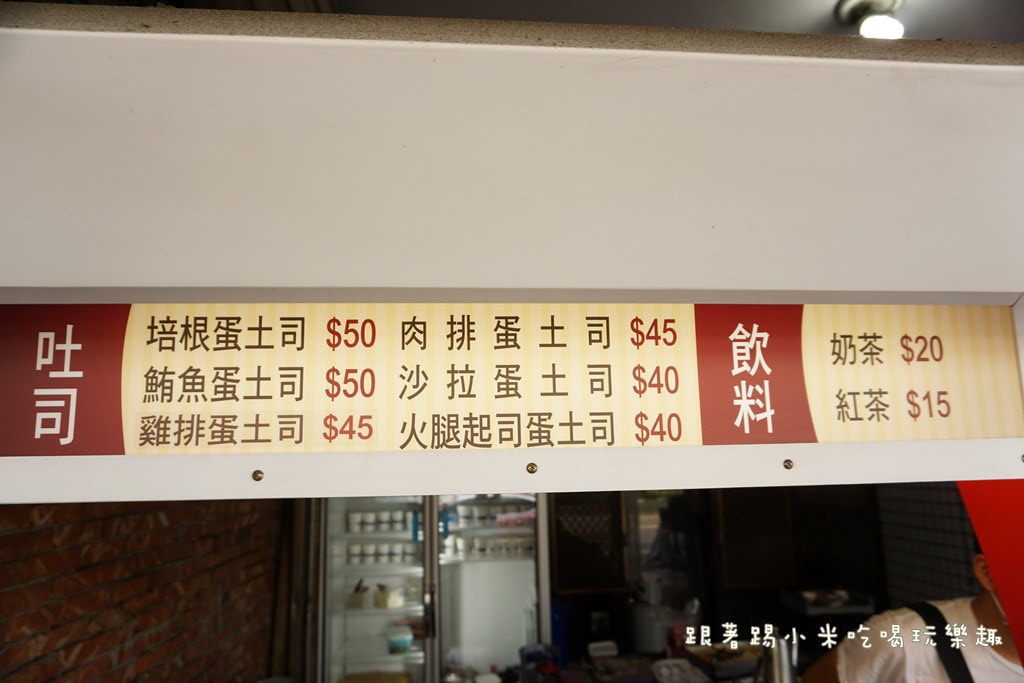 吐司
培根蛋土司 $50 肉排蛋土司 $45
鮪魚蛋土司 $50 沙拉蛋土司 $40
雞排蛋土司 $45 火腿起司蛋土司 $40
飲料
奶茶 $20
紅茶 $15
跟著踢小米吃喝玩樂趣